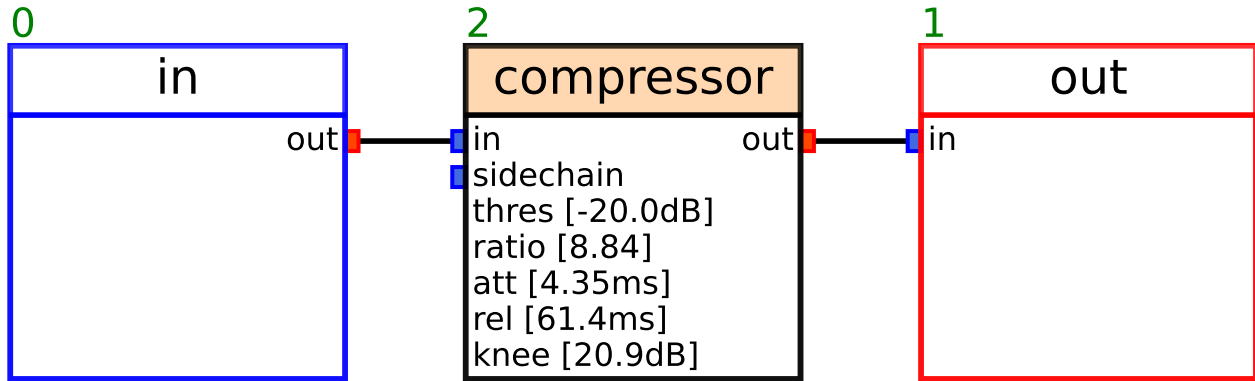 0
2
1
in
compressor
out
out
in
out
in
sidechain
thres [-20.0dB]
ratio [8.84]
att [4.35ms]
rel [61.4ms]
knee [20.9dB]